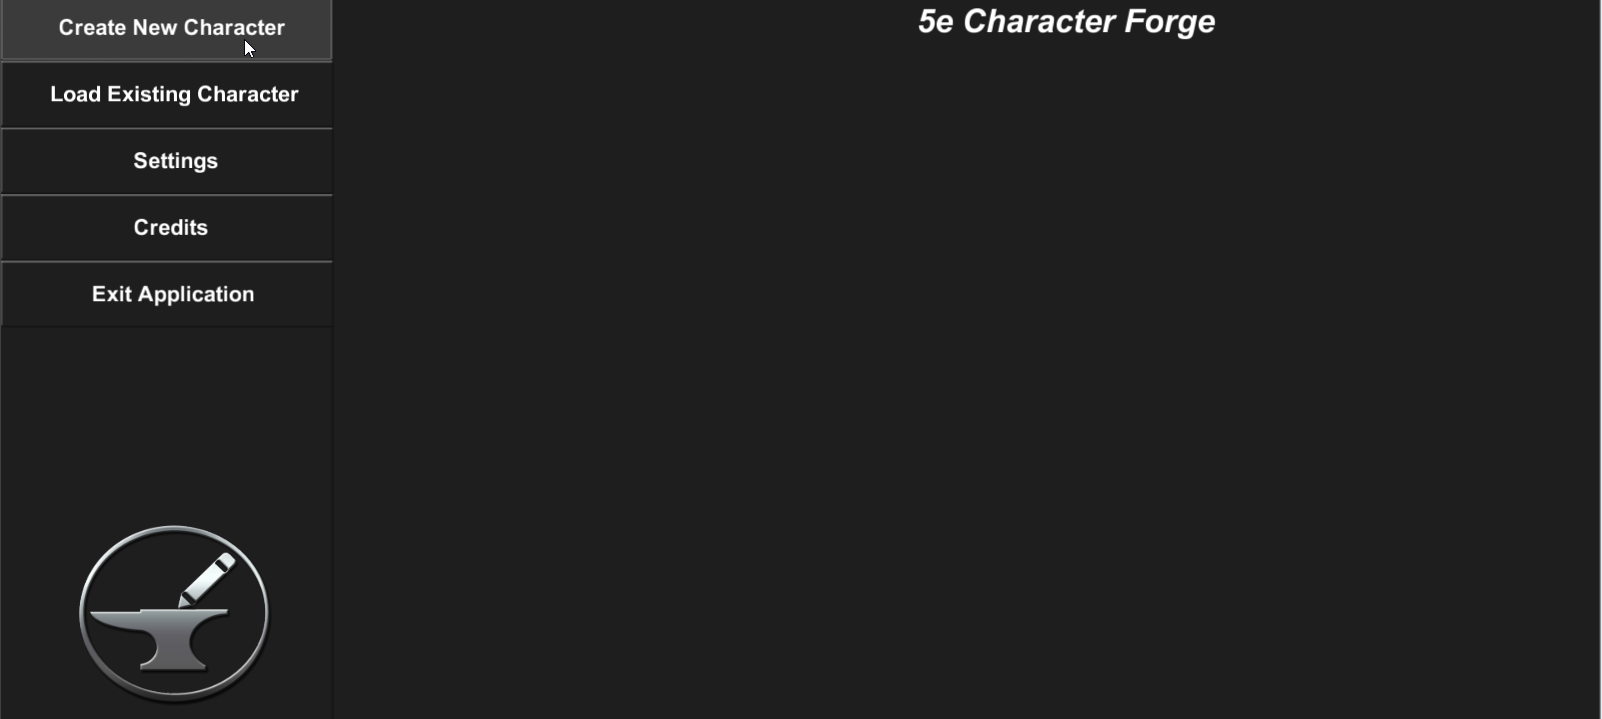 Create New Character
5e Character Forge
Load Existing Character
Settings
Credits
Exit Application